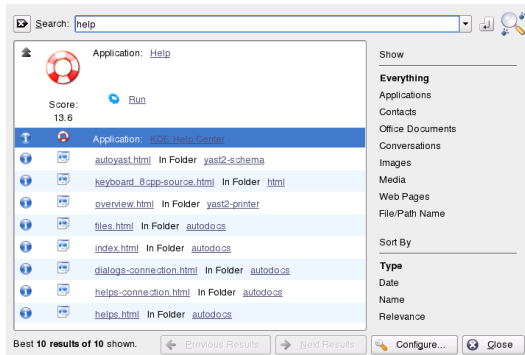 Search: help
Application: Help
Run
Score:
13.6
Application: KDE Help Center
autoyast.html In Folder yast2-schema
keyboard_8cpp-source.html In Folder html
overview.html In Folder yast2-printer
files.html In Folder autodocs
index.html In Folder autodocs
dialogs-connection.html In Folder autodocs
helps-connection.html In Folder autodocs
helps.html In Folder autodocs
Show
Everything
Applications
Contacts
Office Documents
Conversations
Images
Media
Web Pages
File/Path Name
Sort By
Type
Date
Name
Relevance
Best 10 results of 10 shown.
Previous Results
Next Results
Configure...
Close